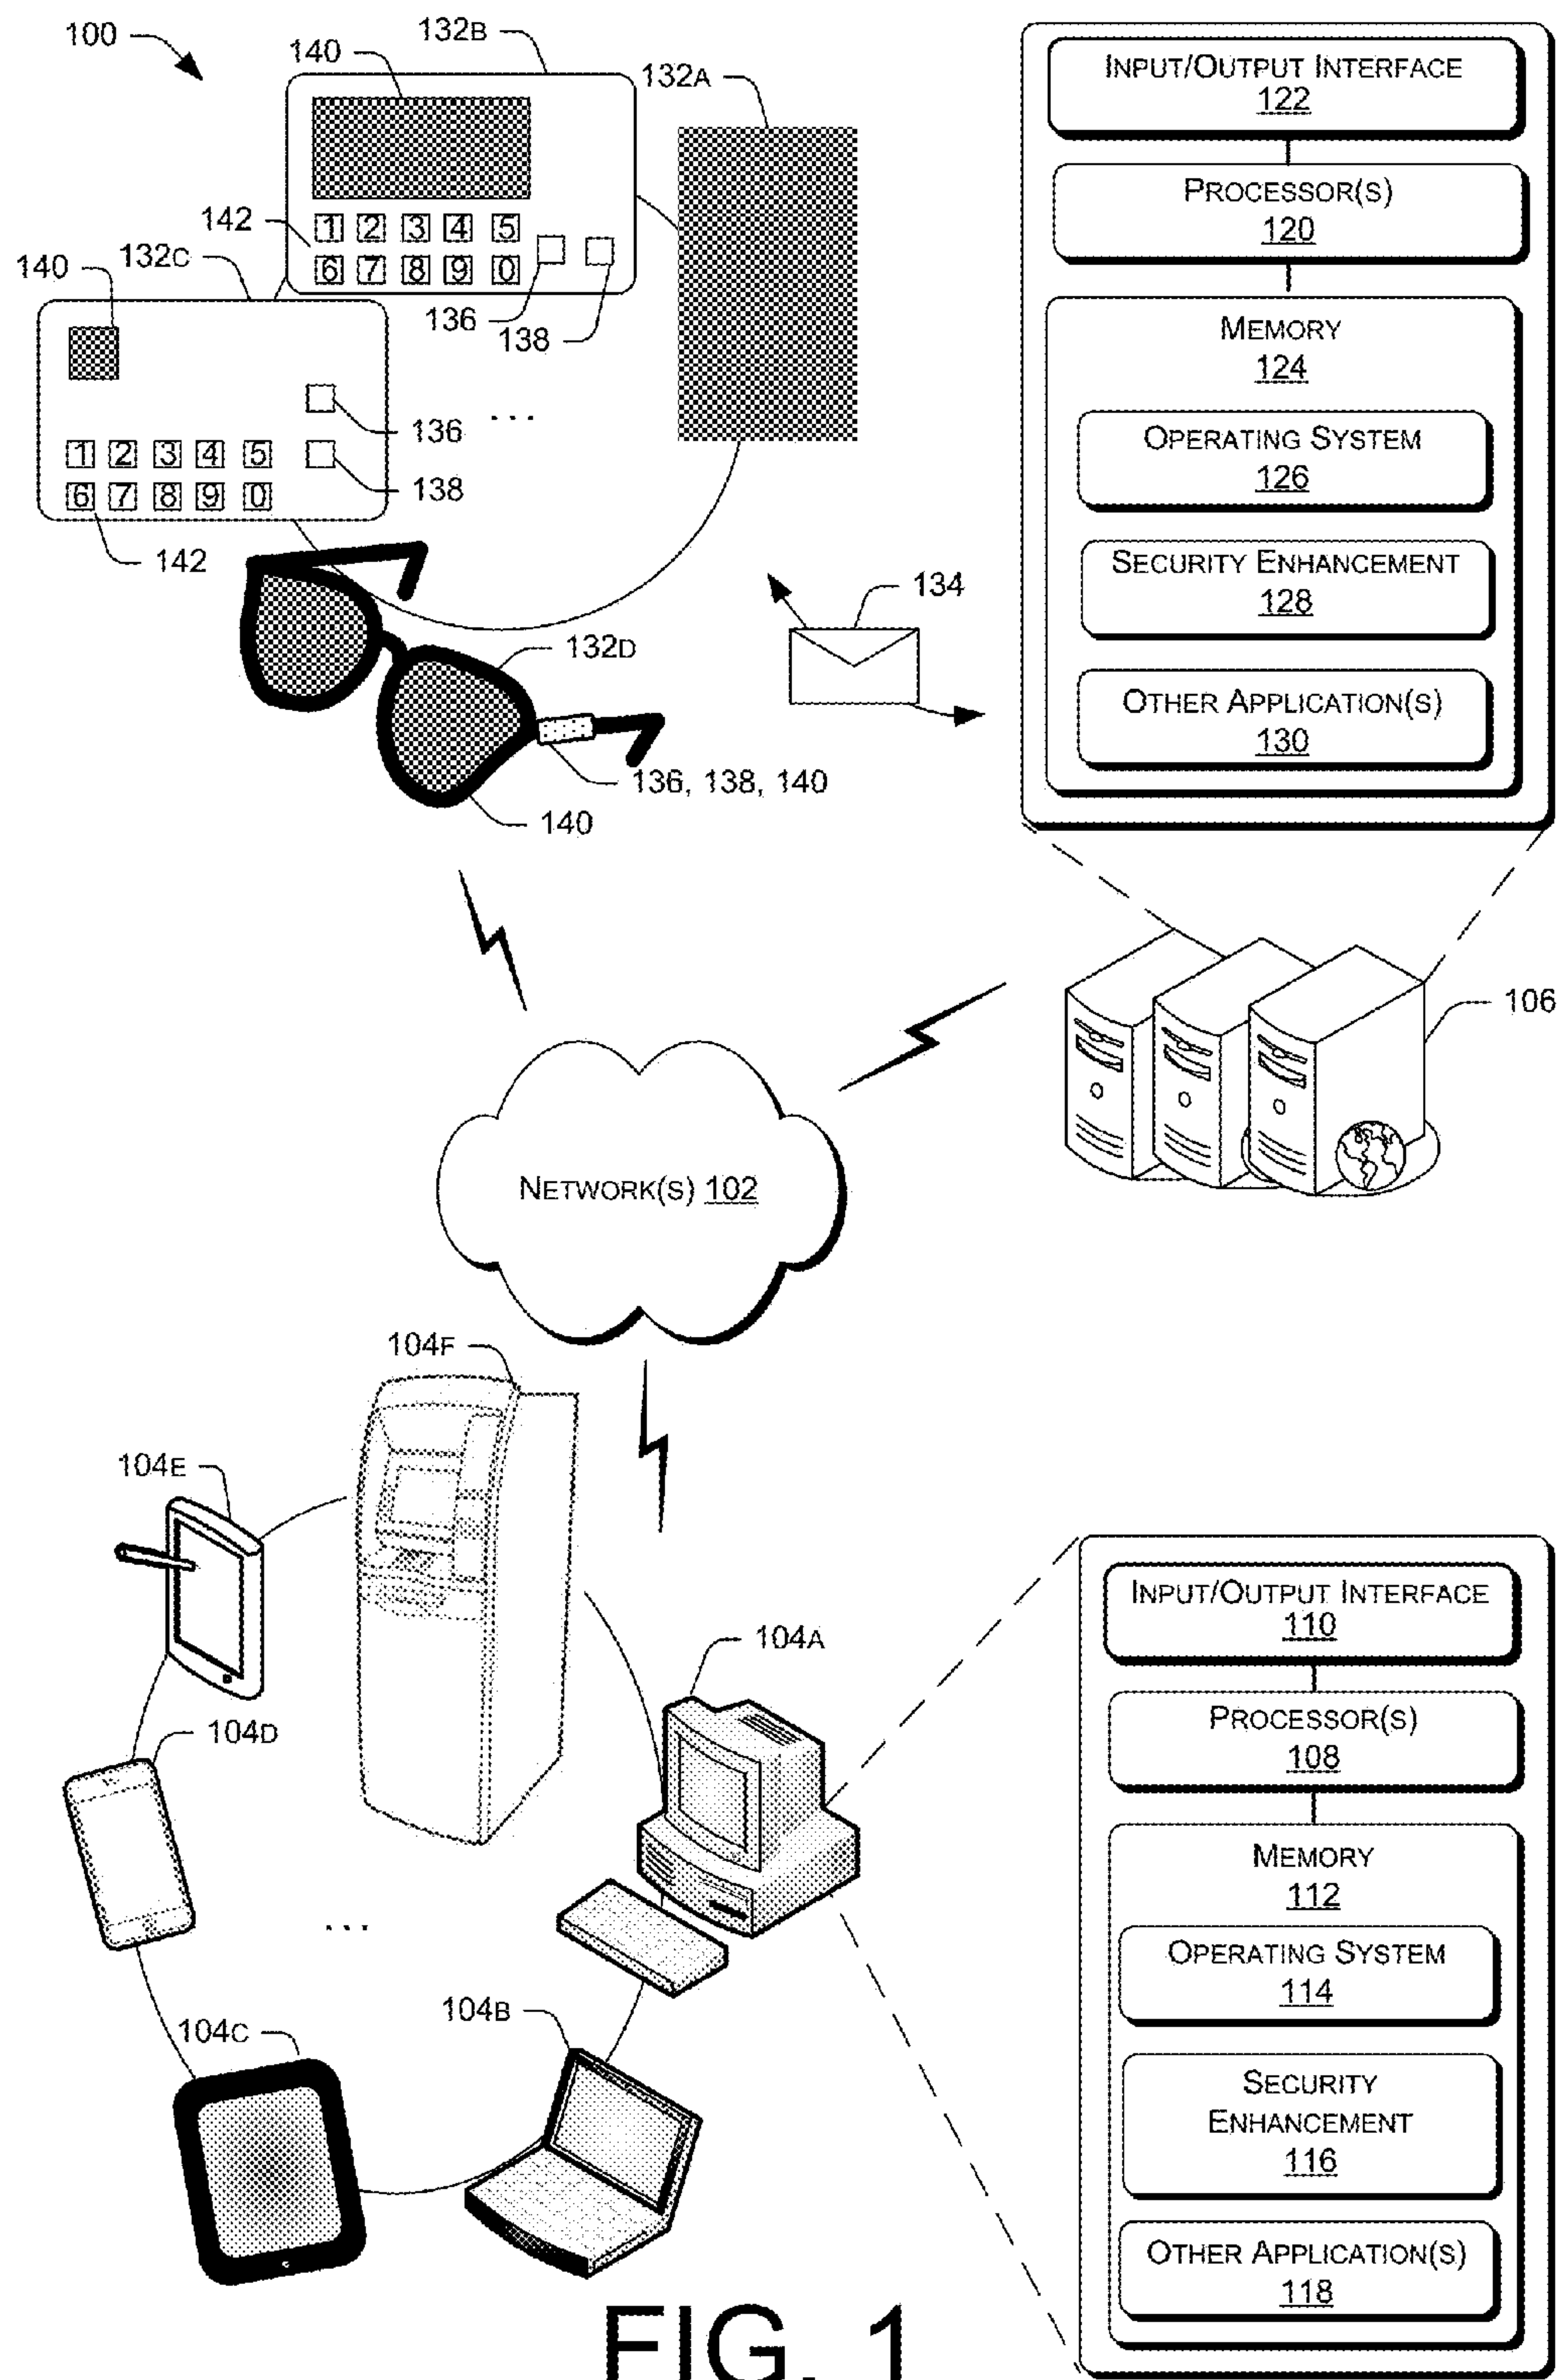 100
132B
140
132A
142
1 2 3 4 5
6 7 8 9 0
136
138
132C
140
136
138
1 2 3 4 5
6 7 8 9 0
142
...
132D
136, 138, 140
140
134
INPUT/OUTPUT INTERFACE
122
PROCESSOR(S)
120
MEMORY
124
OPERATING SYSTEM
126
SECURITY ENHANCEMENT
128
OTHER APPLICATION(S)
130
106
NETWORK(S) 102
104F
104E
104A
104D
...
104B
104C
INPUT/OUTPUT INTERFACE
110
PROCESSOR(S)
108
MEMORY
112
OPERATING SYSTEM
114
SECURITY
ENHANCEMENT
116
OTHER APPLICATION(S)
118
FIG. 1